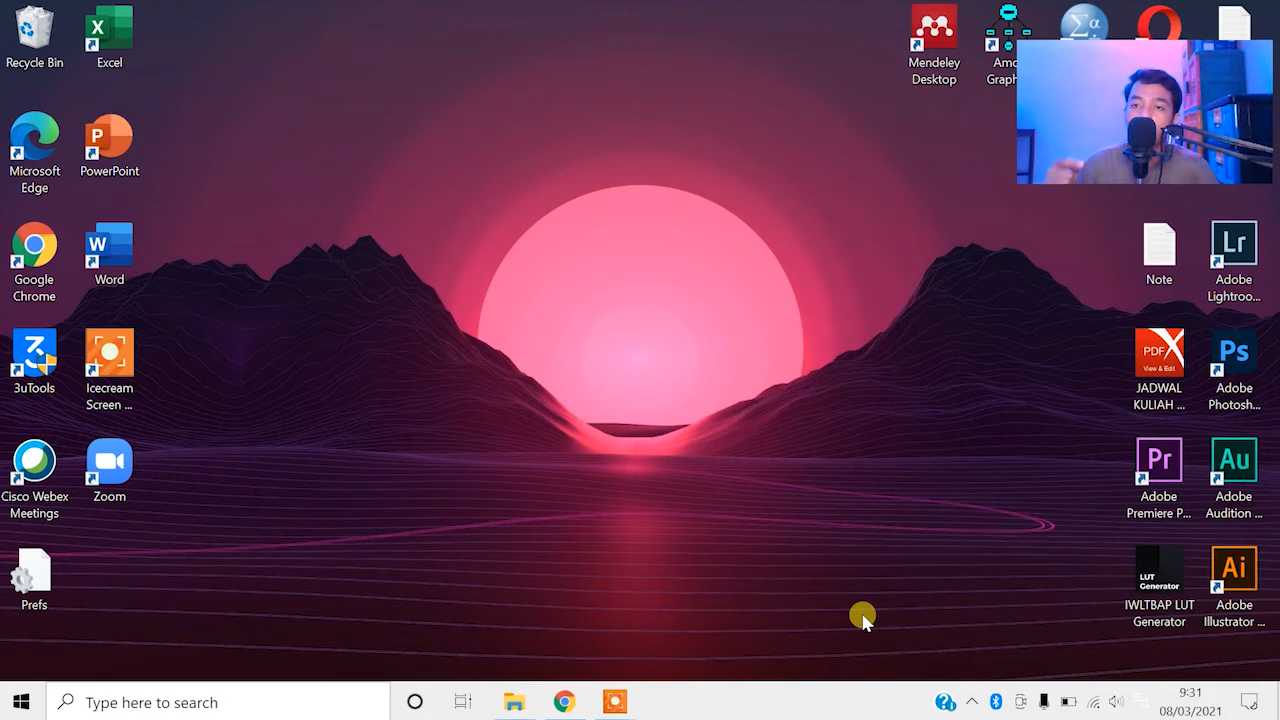 Recycle Bin
Excel
Microsoft
Edge
PowerPoint
Google
Chrome
Word
3uTools
Icecream
Screen ...
Cisco Webex
Meetings
Zoom
Prefs
Mendeley
Desktop
Amo
Graph
Note
Adobe
Lightroo...
Lr
PDF
View & Edit
JADWAL
KULIAH ...
Ps
Adobe
Photosh...
Pr
Adobe
Premiere P...
Au
Adobe
Audition ...
LUT
Generator
IWLTBAP LUT
Generator
Ai
Adobe
Illustrator ...
Type here to search
9:31
08/03/2021